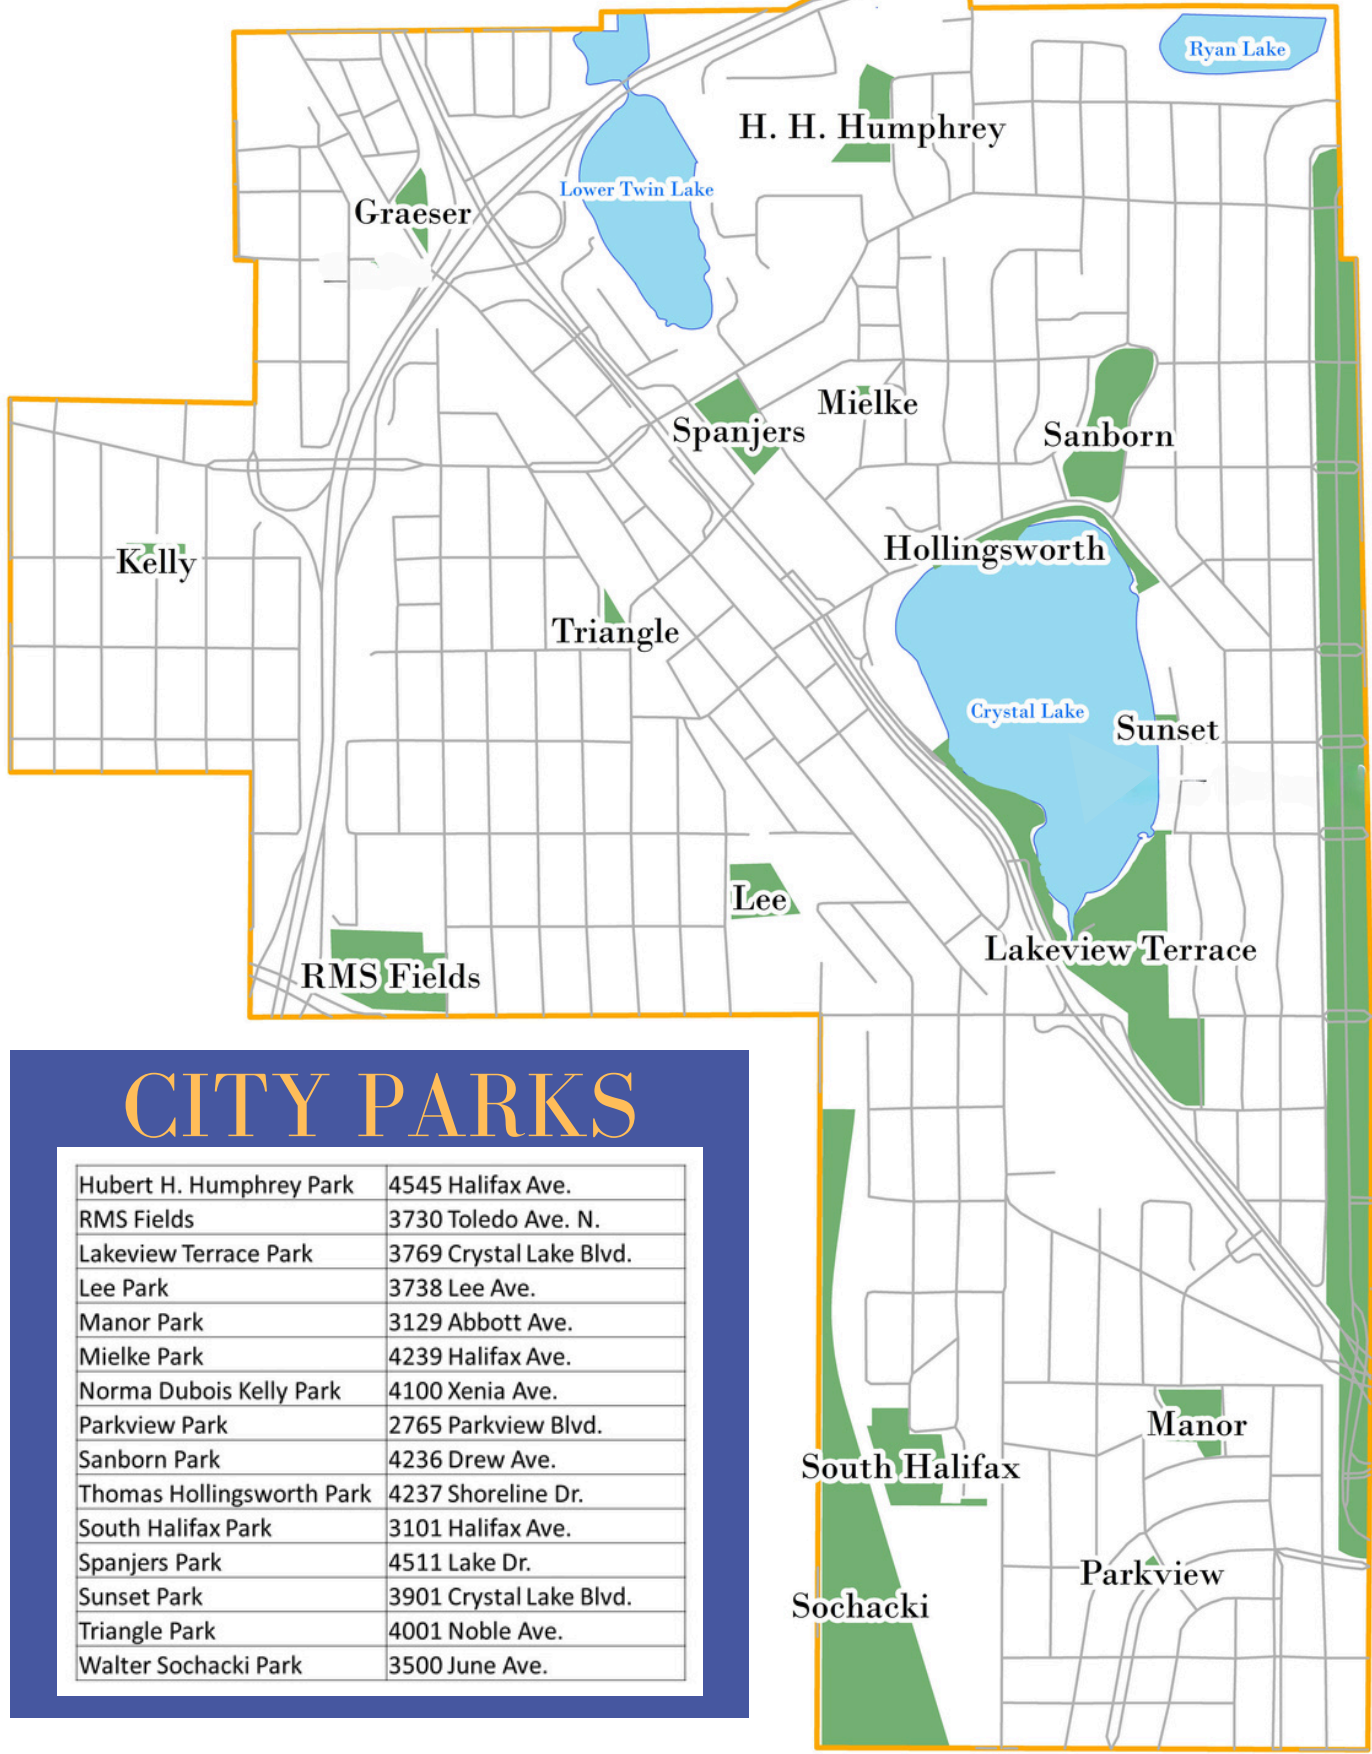 Ryan Lake
H. H. Humphrey
Lower Twin Lake
Graeser
Mielke
Spanjers
Sanborn
Hollingsworth
Kelly
Triangle
Crystal Lake
Sunset
Lee
Lakeview Terrace
RMS Fields
CITY PARKS
Hubert H. Humphrey Park 4545 Halifax Ave.
RMS Fields 3730 Toledo Ave. N.
Lakeview Terrace Park 3769 Crystal Lake Blvd.
Lee Park 3738 Lee Ave.
Manor Park 3129 Abbott Ave.
Mielke Park 4239 Halifax Ave.
Norma Dubois Kelly Park 4100 Xenia Ave.
Parkview Park 2765 Parkview Blvd.
Sanborn Park 4236 Drew Ave.
Thomas Hollingsworth Park 4237 Shoreline Dr.
South Halifax Park 3101 Halifax Ave.
Spanjers Park 4511 Lake Dr.
Sunset Park 3901 Crystal Lake Blvd.
Triangle Park 4001 Noble Ave.
Walter Sochacki Park 3500 June Ave.
Manor
South Halifax
Parkview
Sochacki